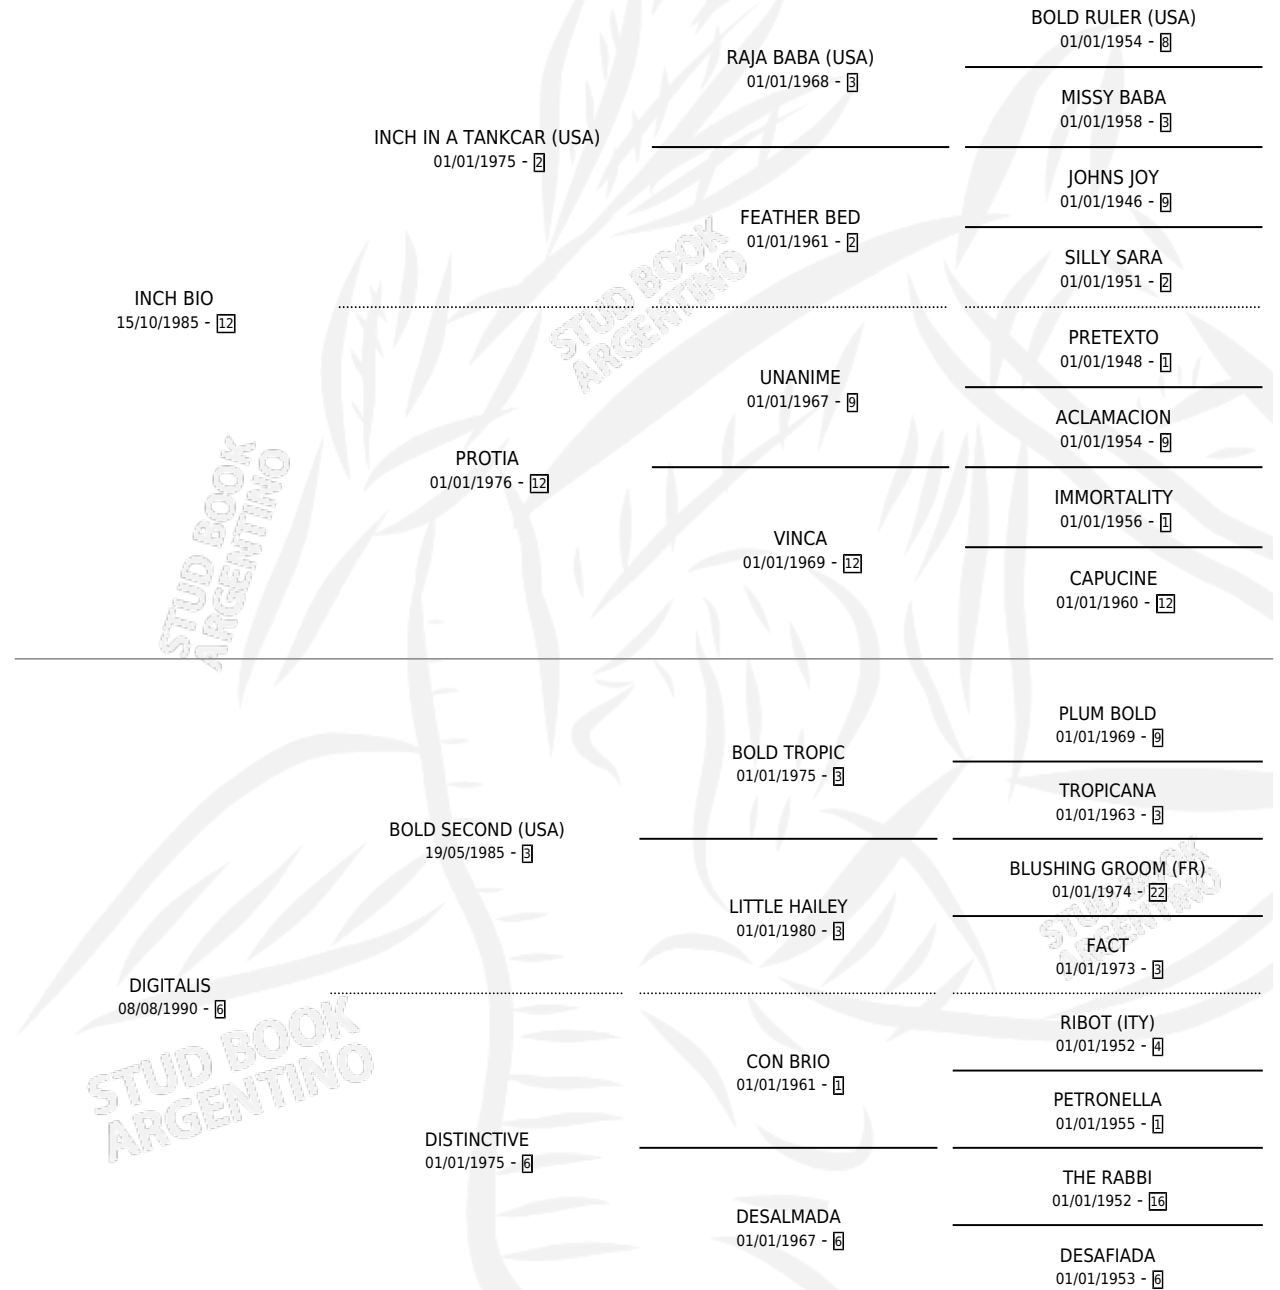 BOLD RULER (USA)
01/01/1954 - 8
RAJA BABA (USA)
01/01/1968 - 3
MISSY BABA
01/01/1958 - 3
INCH IN A TANKCAR (USA)
01/01/1975 - 2
JOHNS JOY
01/01/1946 - 9
FEATHER BED
01/01/1961 - 2
SILLY SARA
01/01/1951 - 2
INCH BIO
15/10/1985 - 12
STUD BOOK
ARGENTINO
PRETEXTO
01/01/1948 - 1
UNANIME
01/01/1967 - 9
ACLAMACION
01/01/1954 - 9
PROTIA
01/01/1976 - 12
IMMORTALITY
01/01/1956 - 1
VINCA
01/01/1969 - 12
CAPUCINE
01/01/1960 - 12
STUD BOOK
ARGENTINO
PLUM BOLD
01/01/1969 - 9
BOLD TROPIC
01/01/1975 - 3
TROPICANA
01/01/1963 - 3
BOLD SECOND (USA)
19/05/1985 - 3
BLUSHING GROOM (FR)
01/01/1974 - 22
LITTLE HAILEY
01/01/1980 - 3
STUD BOOK
ARGENTINO
FACT
01/01/1973 - 3
DIGITALIS
08/08/1990 - 6
RIBOT (ITY)
01/01/1952 - 4
CON BRIO
01/01/1961 - 1
STUD BOOK
ARGENTINO
PETRONELLA
01/01/1955 - 1
DISTINCTIVE
01/01/1975 - 6
THE RABBI
01/01/1952 - 16
DESALMADA
01/01/1967 - 6
DESAFIADA
01/01/1953 - 6